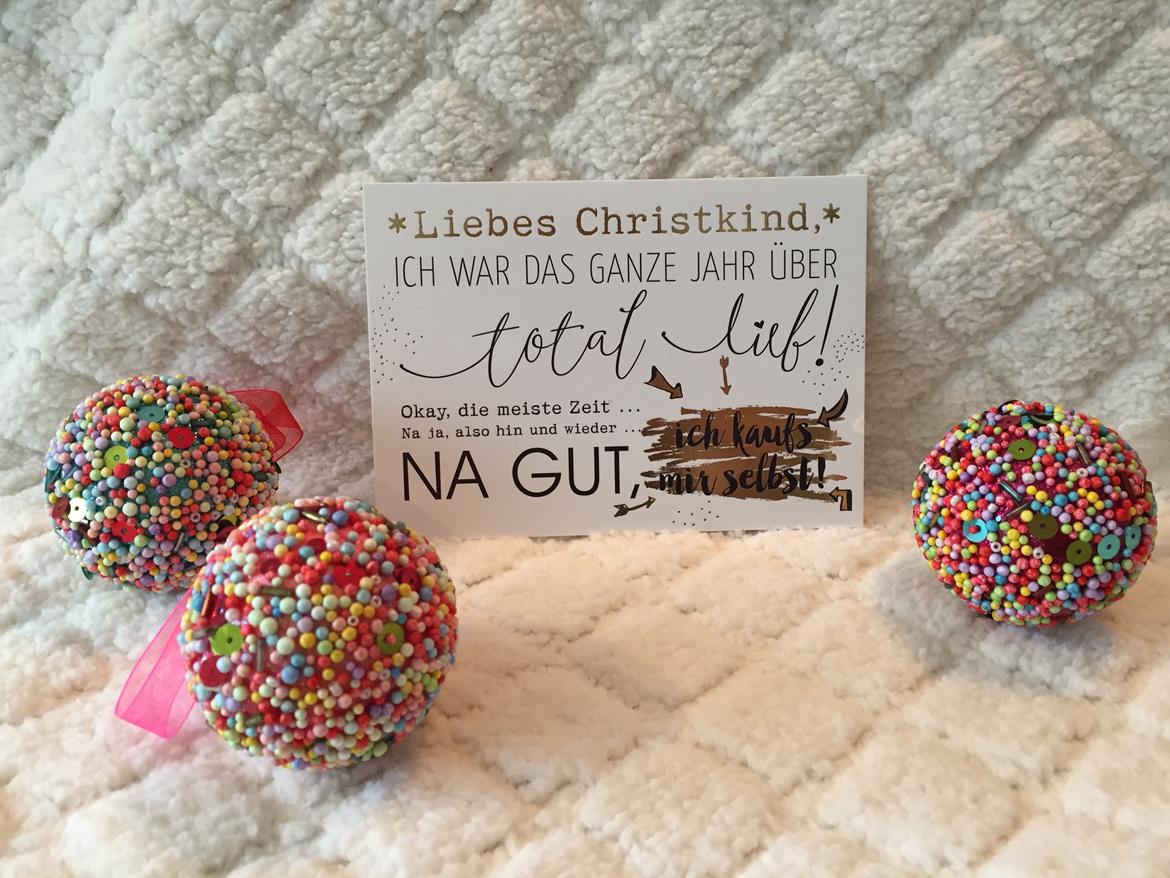 *Liebes Christkind,*
ICH WAR DAS GANZE JAHR ÜBER
total lieb!
Okay, die meiste Zeit ...
Na ja, also hin und wieder ...
NA GUT,
ich kaufs
mir selbst!